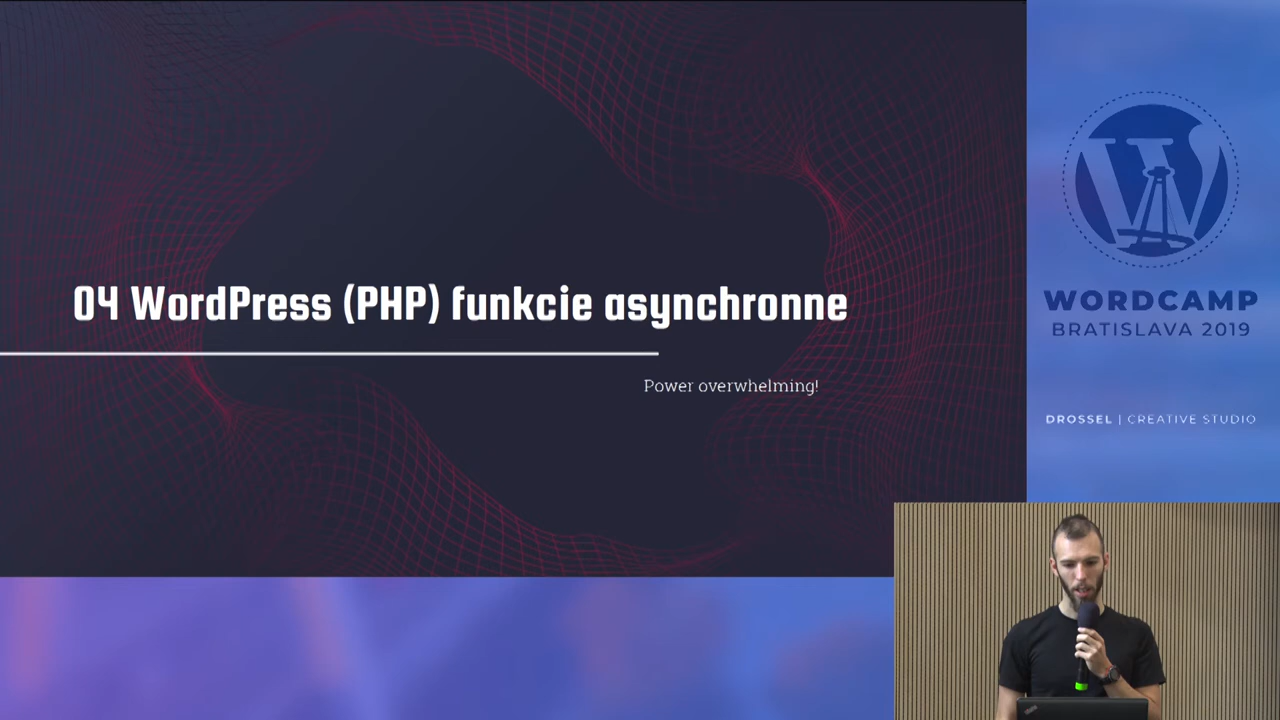 04 WordPress (PHP) funkcie asynchronne
Power overwhelming!
WORDCAMP
BRATISLAVA 2019
DROSSEL | CREATIVE STUDIO